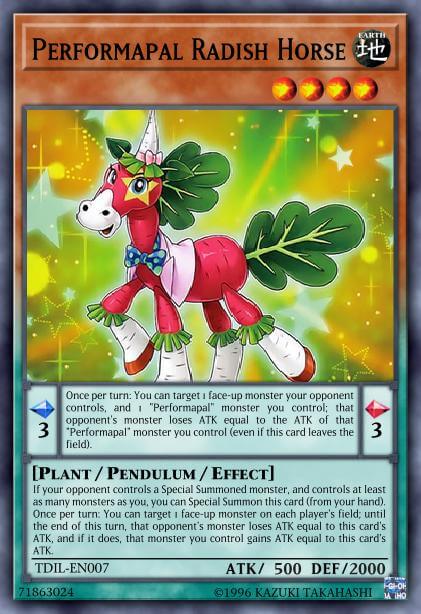 Performapal Radish Horse
EARTH
地
Once per turn: You can target 1 face-up monster your opponent
controls, and 1 "Performapal" monster you control; that
opponent's monster loses ATK equal to the ATK of that
"Performapal" monster you control (even if this card leaves the
field).
3
3
[Plant / Pendulum / Effect]
If your opponent controls a Special Summoned monster, and controls at least
as many monsters as you, you can Special Summon this card (from your hand).
Once per turn: You can target 1 face-up monster on each player's field; until
the end of this turn, that opponent's monster loses ATK equal to this card's
ATK, and if it does, that monster you control gains ATK equal to this card's
ATK.
TDIL-EN007
ATK/ 500 DEF/2000
71863024
©1996 KAZUKI TAKAHASHI